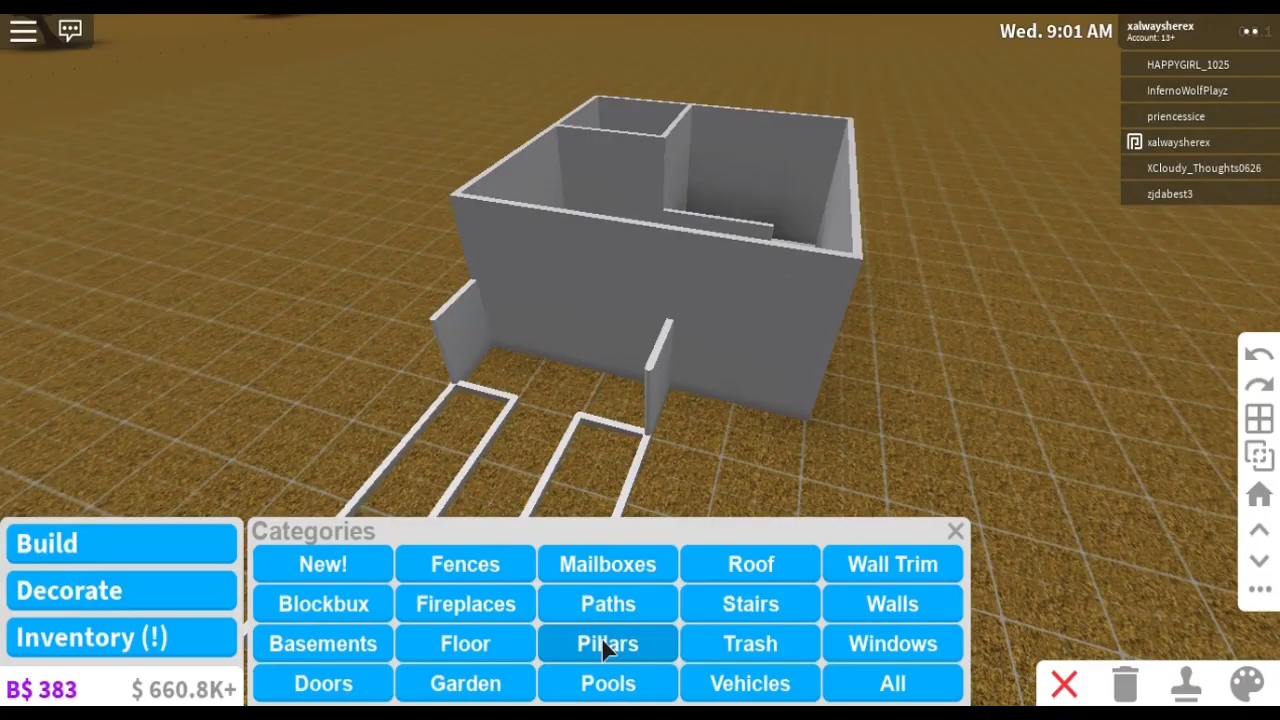 Wed. 9:01 AM
xalwaysherex
Account: 13+
HAPPYGIRL_1025
InfernoWolfPlayz
priencessice
xalwaysherex
XCloudy_Thoughts0626
zjdabest3
Build
Decorate
Inventory (!)
B$ 383 $ 660.8K+
Categories
New! Fences Mailboxes Roof Wall Trim
Blockbux Fireplaces Paths Stairs Walls
Basements Floor Pillars Trash Windows
Doors Garden Pools Vehicles All